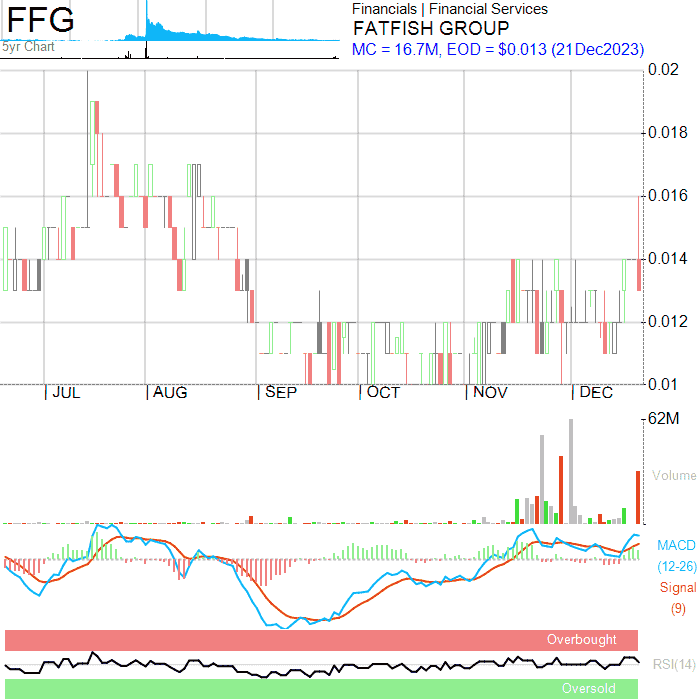 FFG
5yr Chart
Financials | Financial Services
FATFISH GROUP
MC = 16.7M, EOD = $0.013 (21Dec2023)
0.02
0.018
0.016
0.014
0.012
0.01
JUL AUG SEP OCT NOV DEC
62M
Volume
MACD
(12-26)
Signal
(9)
Overbought
RSI(14)
Oversold